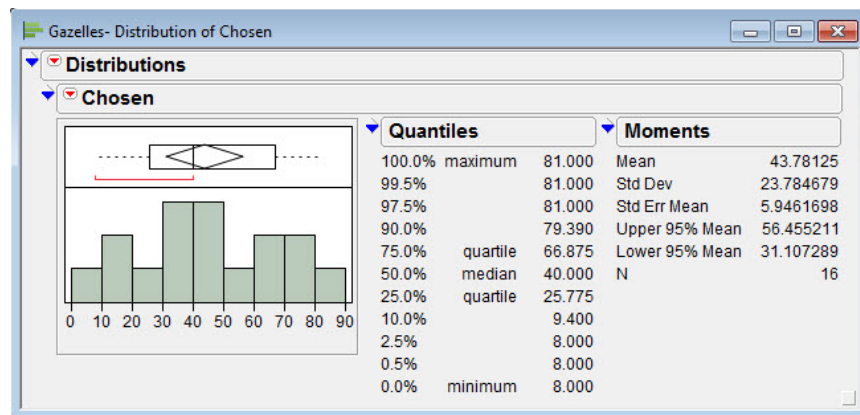 Gazelles- Distribution of Chosen
Distributions
Chosen
0 10 20 30 40 50 60 70 80 90
Quantiles
100.0% maximum 81.000
99.5% 81.000
97.5% 81.000
90.0% 79.390
75.0% quartile 66.875
50.0% median 40.000
25.0% quartile 25.775
10.0% 9.400
2.5% 8.000
0.5% 8.000
0.0% minimum 8.000
Moments
Mean 43.78125
Std Dev 23.784679
Std Err Mean 5.9461698
Upper 95% Mean 56.455211
Lower 95% Mean 31.107289
N 16